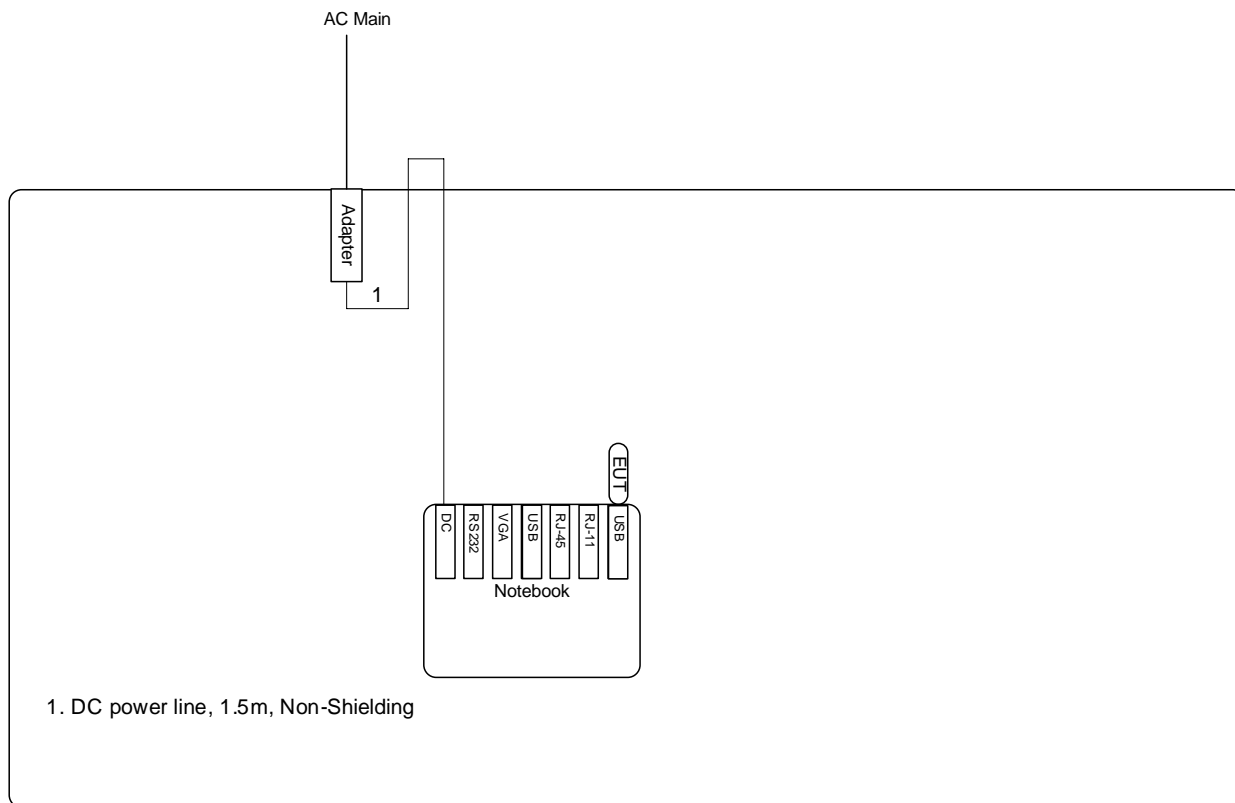 AC Main
Adapter
1
EUT
DC
RS232
VGA
USB
RJ-45
RJ-11
USB
Notebook
1. DC power line, 1.5m, Non-Shielding